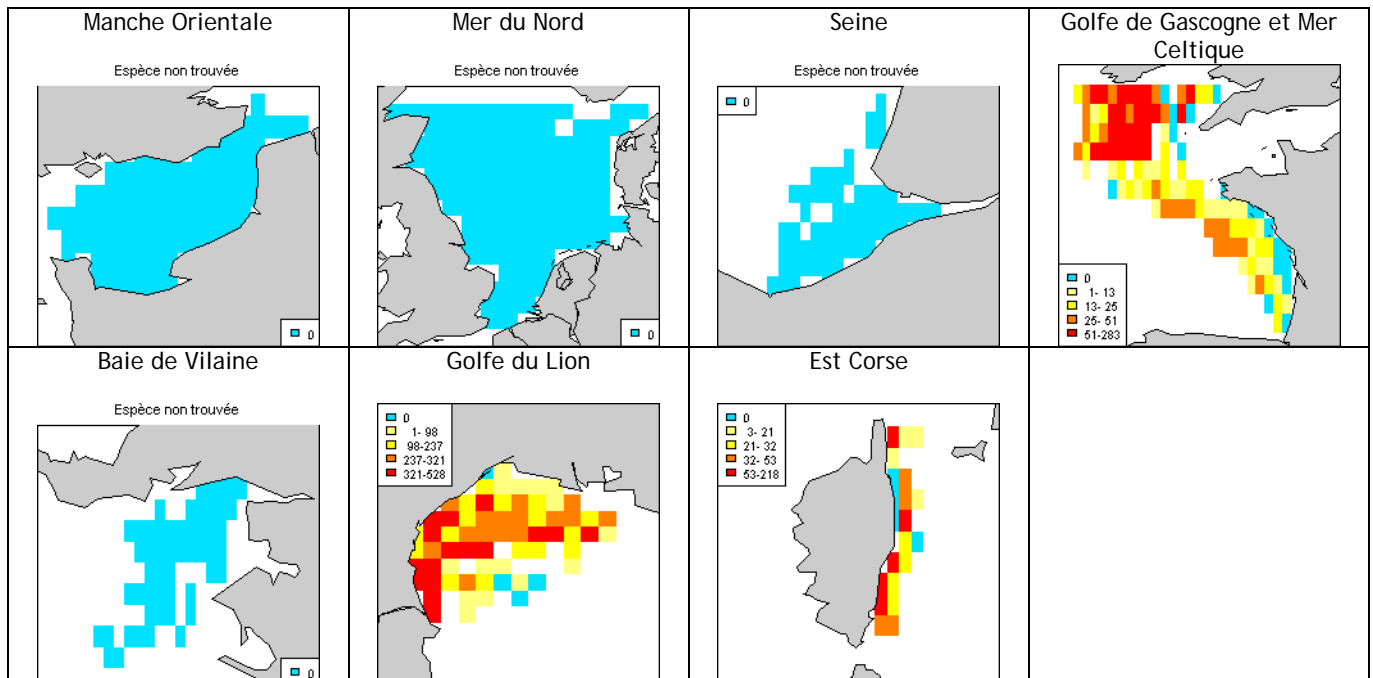 Manche Orientale
Espèce non trouvée
0
Mer du Nord
Espèce non trouvée
0
Seine
Espèce non trouvée
0
Golfe de Gascogne et Mer
Celtique
0
1- 13
13- 25
25- 51
51-283
Baie de Vilaine
Espèce non trouvée
0
Golfe du Lion
0
1- 98
98-237
237-321
321-528
Est Corse
0
3- 21
21- 32
32- 53
53-218